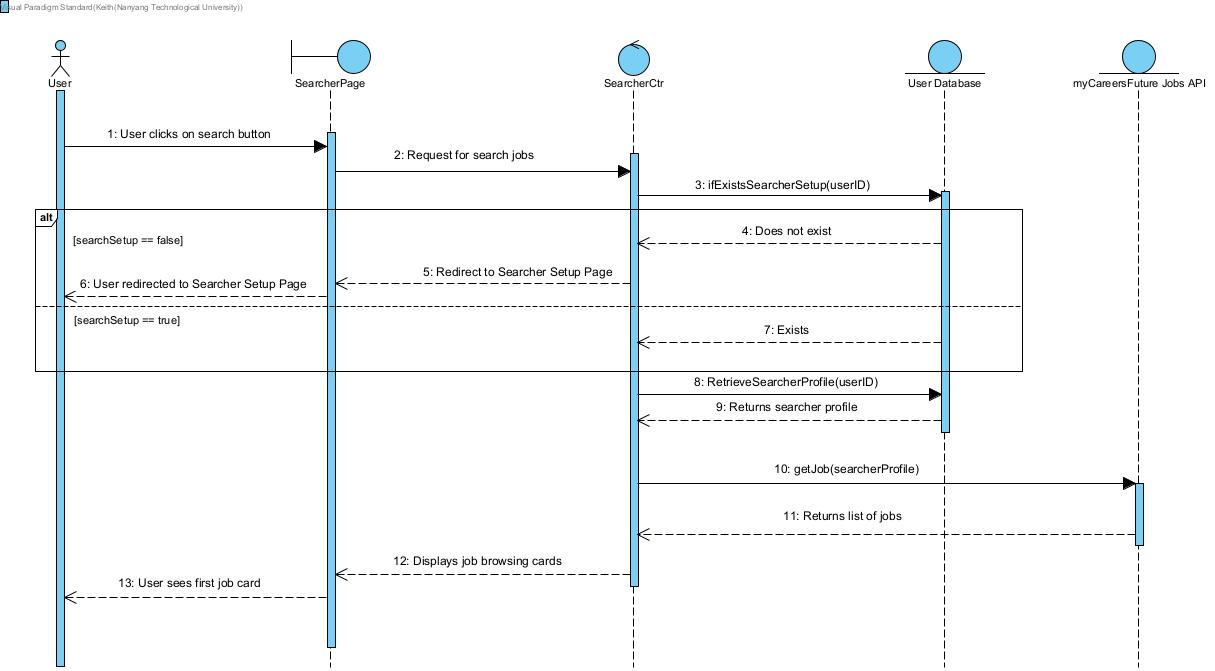 Visual Paradigm Standard(Keith(Nanyang Technological University))
User
SearcherPage
SearcherCtr
User Database
myCareersFuture Jobs API
1: User clicks on search button
2: Request for search jobs
3: ifExistsSearcherSetup(userID)
alt
[searchSetup == false]
4: Does not exist
5: Redirect to Searcher Setup Page
6: User redirected to Searcher Setup Page
[searchSetup == true]
7: Exists
8: RetrieveSearcherProfile(userID)
9: Returns searcher profile
10: getJob(searcherProfile)
11: Returns list of jobs
12: Displays job browsing cards
13: User sees first job card